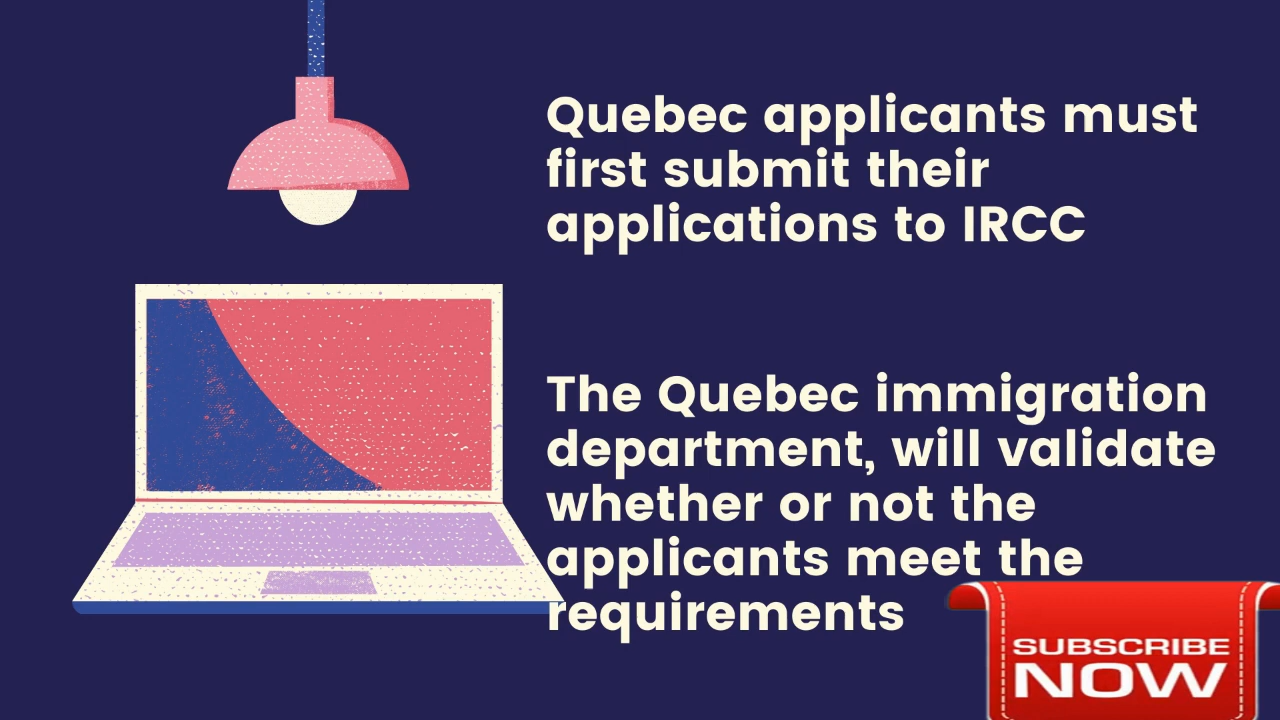 Quebec applicants must
first submit their
applications to IRCC
The Quebec immigration
department, will validate
whether or not the
applicants meet the
requirements
SUBSCRIBE
NOW